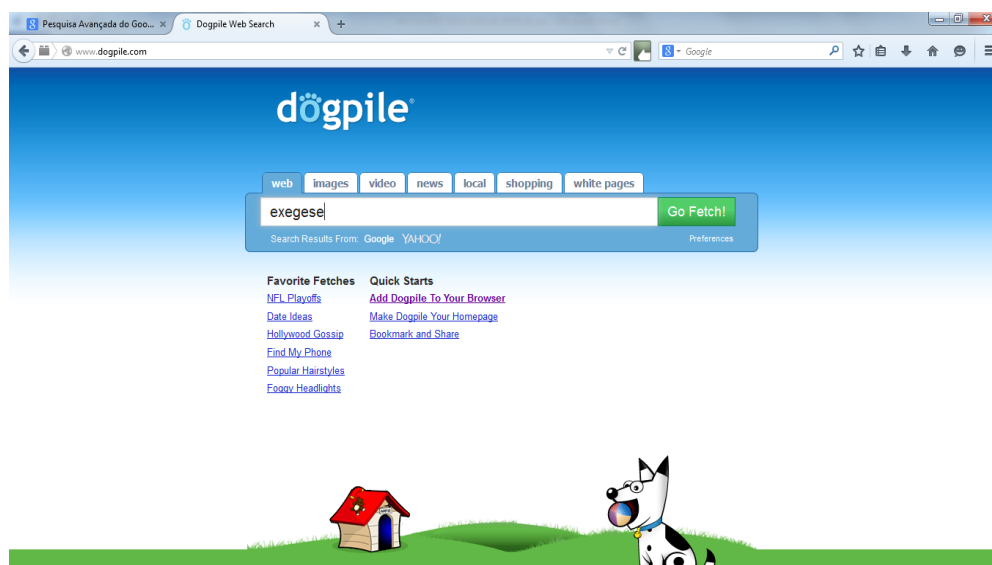 Pesquisa Avançada do Goo... × Dogpile Web Search × +
www.dogpile.com 8 Google
dogpile®
web images video news local shopping white pages
exegese Go Fetch!
Search Results From: Google YAHOO! Preferences
Favorite Fetches Quick Starts
NFL Playoffs Add Dogpile To Your Browser
Date Ideas Make Dogpile Your Homepage
Hollywood Gossip Bookmark and Share
Find My Phone
Popular Hairstyles
Foggy Headlights